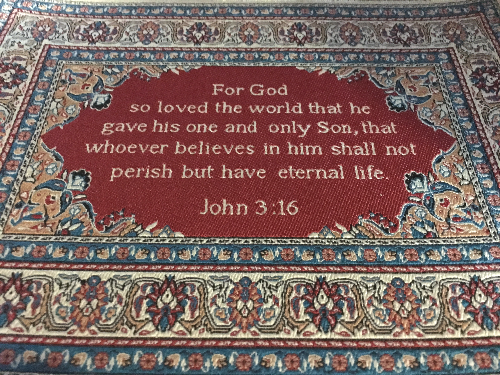 For God
so loved the world that he
gave his one and only Son, that
whoever believes in him shall not
perish but have eternal life.
John 3:16